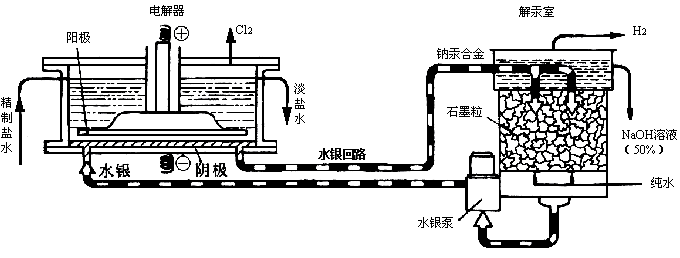 电解器
阳极
Cl2
精制盐水
淡盐水
水银
阴极
水银回路
钠汞合金
解汞室
H2
石墨粒
NaOH溶液
（50%）
纯水
水银泵